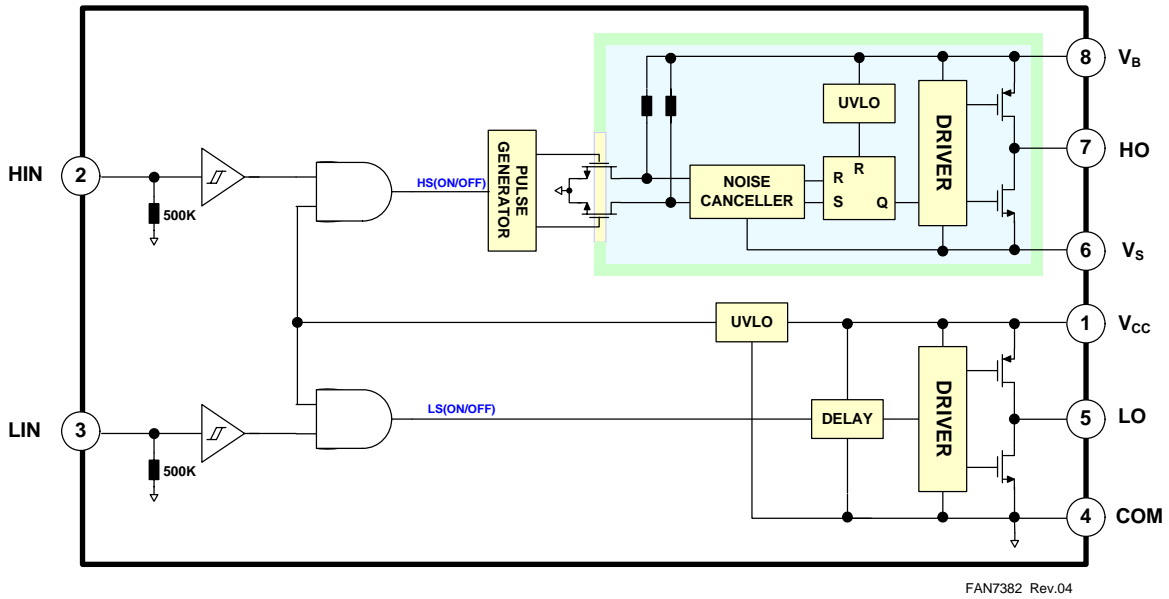 8 VB
UVLO
HIN 2
500K
HS(ON/OFF)
PULSE GENERATOR
NOISE
CANCELLER
R R
S Q
DRIVER
7 HO
6 VS
UVLO
1 VCC
LIN 3
500K
LS(ON/OFF)
DELAY
DRIVER
5 LO
4 COM
FAN7382 Rev.04